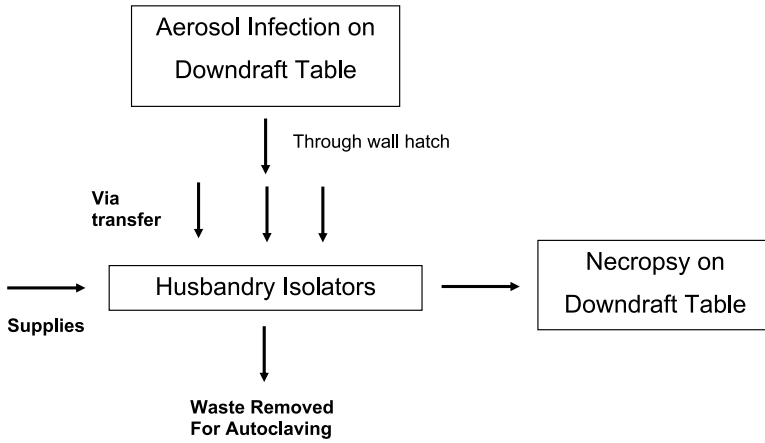 Aerosol Infection on
Downdraft Table
Through wall hatch
Via
transfer
Husbandry Isolators
Necropsy on
Downdraft Table
Supplies
Waste Removed
For Autoclaving